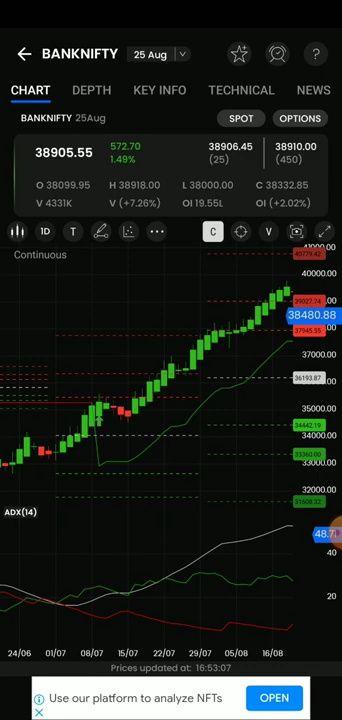 BANKNIFTY 25 Aug
CHART DEPTH KEY INFO TECHNICAL NEWS
BANKNIFTY 25Aug SPOT OPTIONS
38905.55 572.70 1.49% 38906.45 (25) 38910.00 (450)
O 38099.95 H 38918.00 L 38000.00 C 38332.85
V 4331K V (+7.26%) OI 19.55L OI (+2.02%)
1D T C V
Continuous
41000.00
40779.42
40000.00
39027.74
38480.88
37945.55
37000.00
36193.87
35000.00
34442.19
34000.00
33360.00
33000.00
32000.00
31608.32
ADX(14)
48.7
40
20
24/06 01/07 08/07 15/07 22/07 29/07 05/08 16/08
Prices updated at: 16:53:07
Use our platform to analyze NFTs OPEN